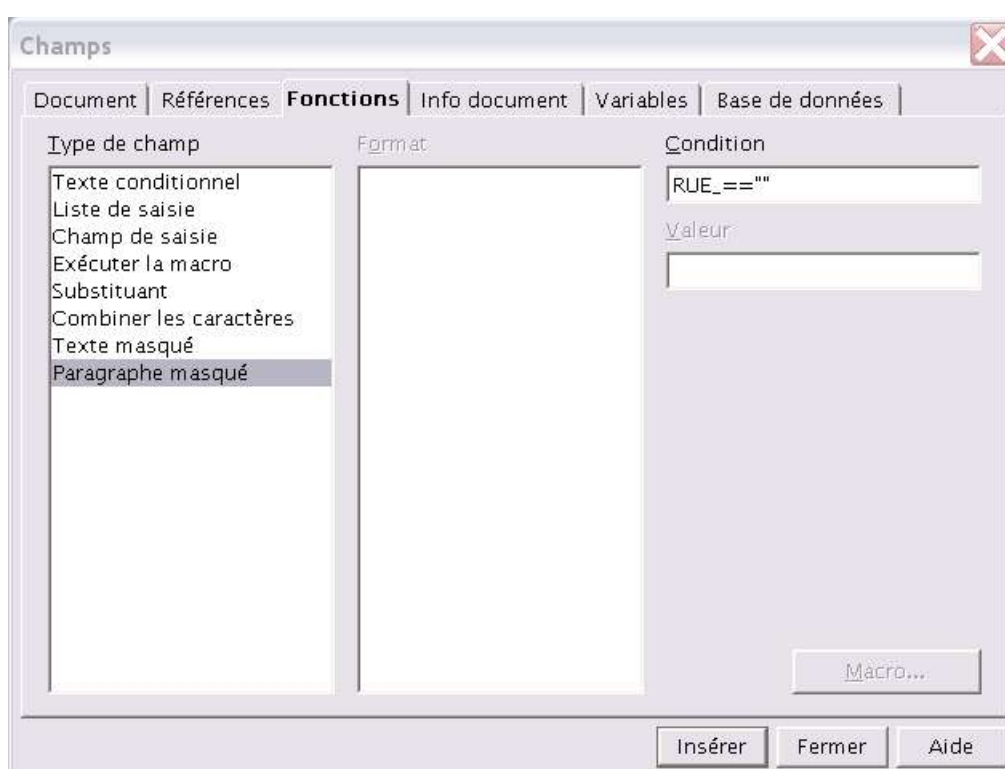 Champs
Document Références Fonctions Info document Variables Base de données
Type de champ
Texte conditionnel
Liste de saisie
Champ de saisie
Exécuter la macro
Substituant
Combiner les caractères
Texte masqué
Paragraphe masqué
Format
Condition
RUE_==""
Valeur
Macro...
Insérer Fermer Aide